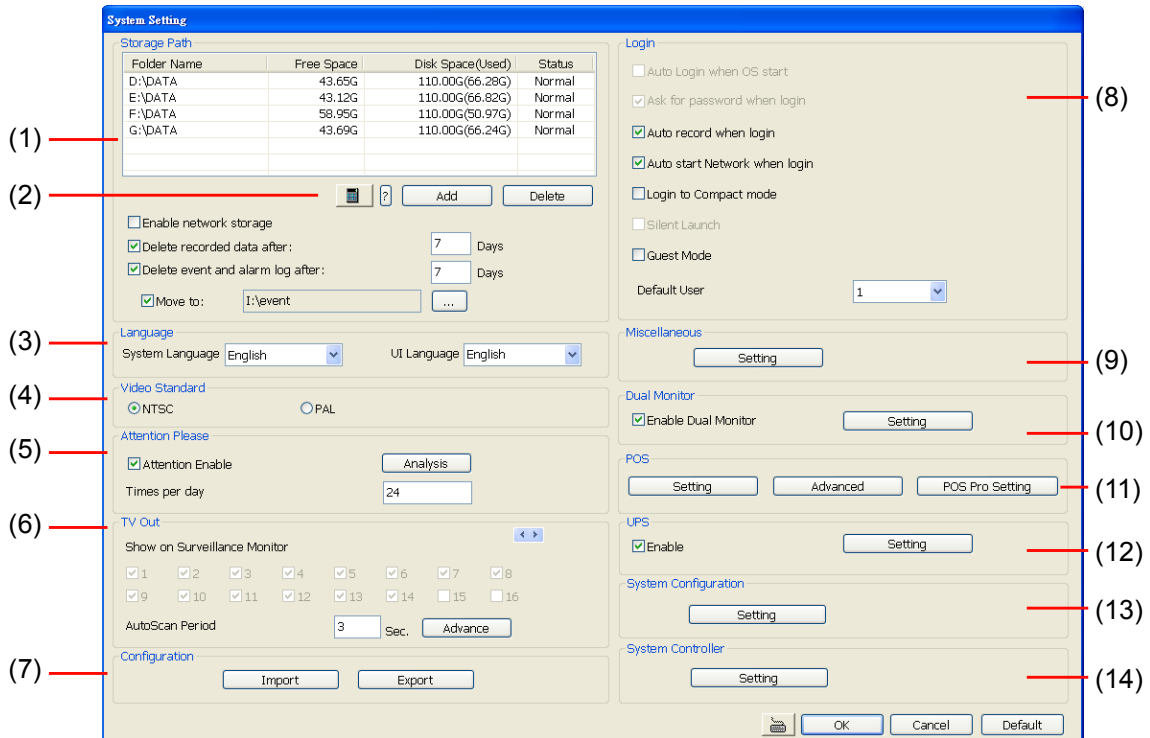 System Setting
Storage Path
Folder Name Free Space Disk Space(Used) Status
D:\DATA 43.65G 110.00G(66.28G) Normal
E:\DATA 43.12G 110.00G(66.82G) Normal
F:\DATA 58.95G 110.00G(50.97G) Normal
G:\DATA 43.69G 110.00G(66.24G) Normal
(1)
(2)
? Add Delete
Enable network storage
Delete recorded data after: 7 Days
Delete event and alarm log after: 7 Days
Move to: I:\event ...
(3)
Language
System Language English UI Language English
(4)
Video Standard
NTSC PAL
(5)
Attention Please
Attention Enable Analysis
Times per day 24
(6)
TV Out
< >
Show on Surveillance Monitor
1 2 3 4 5 6 7 8
9 10 11 12 13 14 15 16
AutoScan Period 3 Sec. Advance
(7)
Configuration
Import Export
Login
Auto Login when OS start
(8)
Ask for password when login
Auto record when login
Auto start Network when login
Login to Compact mode
Silent Launch
Guest Mode
Default User 1
Miscellaneous
Setting
(9)
Dual Monitor
Enable Dual Monitor Setting
(10)
POS
Setting Advanced POS Pro Setting
(11)
UPS
Enable Setting
(12)
System Configuration
Setting
(13)
System Controller
Setting
(14)
OK Cancel Default